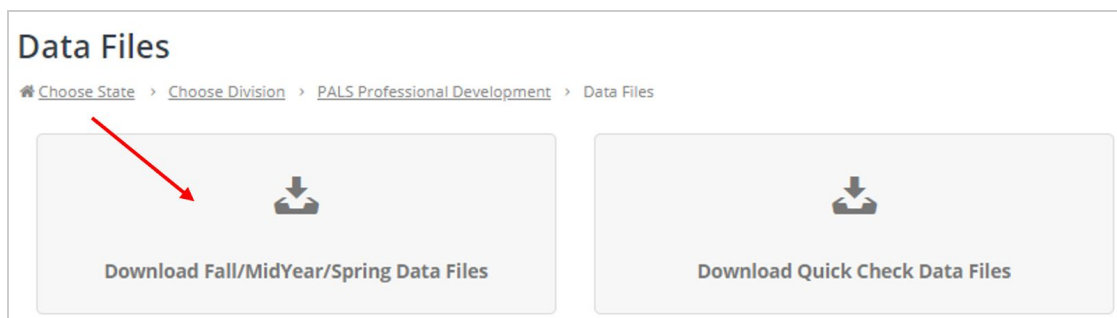 Data Files
Choose State › Choose Division › PALS Professional Development › Data Files
Download Fall/MidYear/Spring Data Files
Download Quick Check Data Files